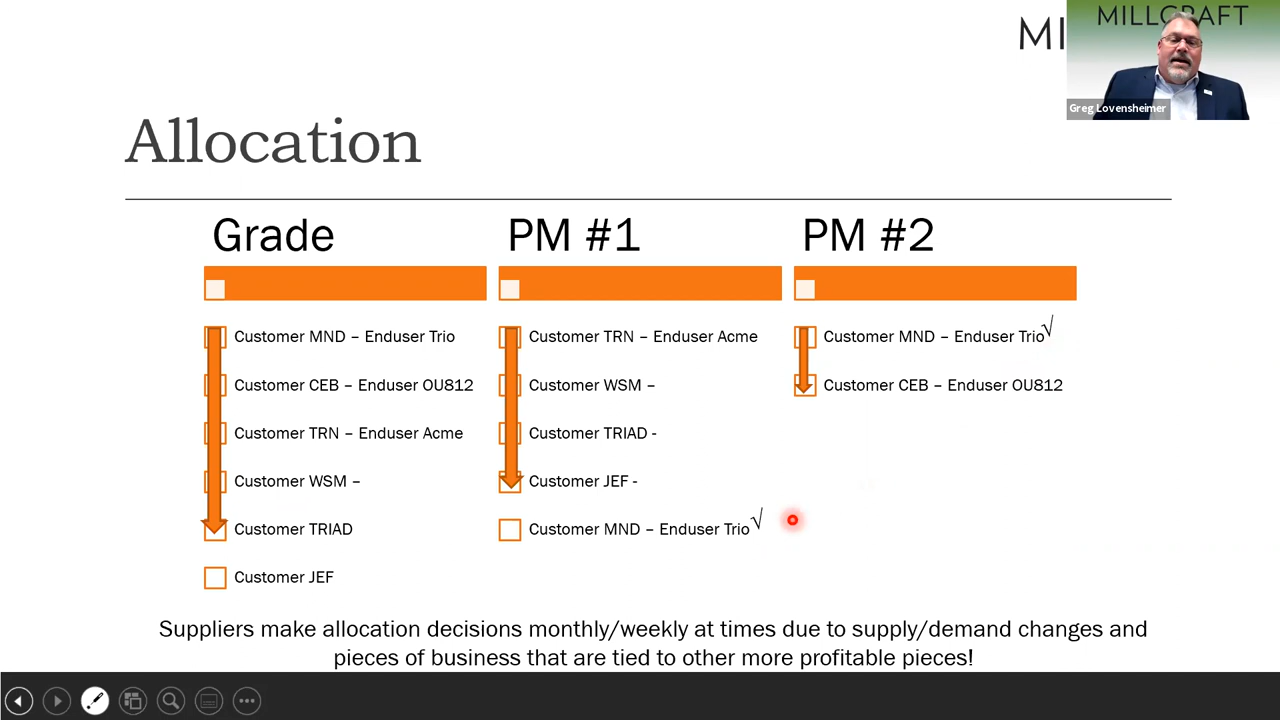 MI
MILLCRAFT
Greg Lovensheimer
Allocation
Grade
PM #1
PM #2
Customer MND – Enduser Trio
Customer CEB – Enduser OU812
Customer TRN – Enduser Acme
Customer WSM –
Customer TRIAD
Customer JEF
Customer TRN – Enduser Acme
Customer WSM –
Customer TRIAD -
Customer JEF -
Customer MND – Enduser Trio√
Customer MND – Enduser Trio√
Customer CEB – Enduser OU812
Suppliers make allocation decisions monthly/weekly at times due to supply/demand changes and
pieces of business that are tied to other more profitable pieces!